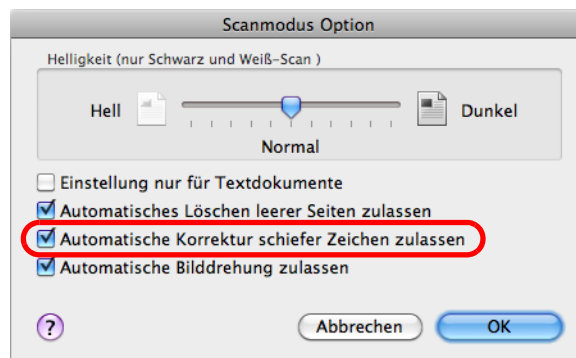 Scanmodus Option
Helligkeit (nur Schwarz und Weiß-Scan )
Hell Dunkel
Normal
Einstellung nur für Textdokumente
Automatisches Löschen leerer Seiten zulassen
Automatische Korrektur schiefer Zeichen zulassen
Automatische Bilddrehung zulassen
? Abbrechen OK